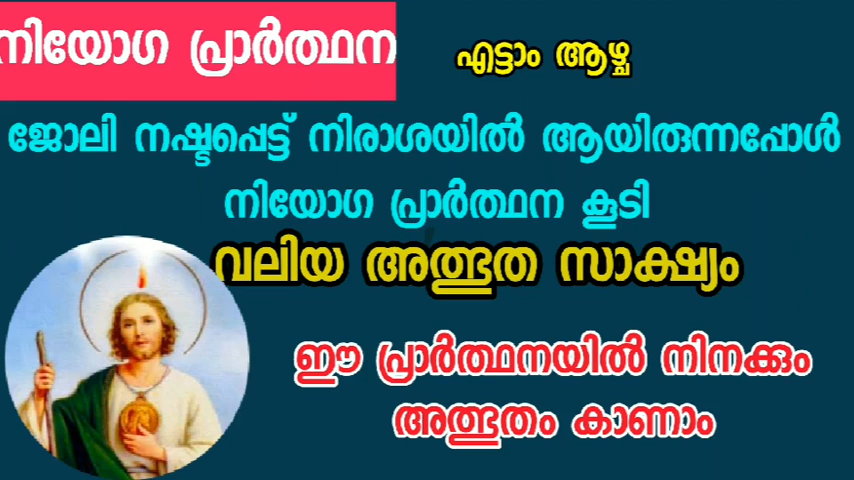 നിയോഗ പ്രാർത്ഥന
എട്ടാം ആഴ്ച
ജോലി നഷ്ടപ്പെട്ട് നിരാശയിൽ ആയിരുന്നപ്പോൾ
നിയോഗ പ്രാർത്ഥന കൂടി
വലിയ അത്ഭുത സാക്ഷ്യം
ഈ പ്രാർത്ഥനയിൽ നിനക്കും
അത്ഭുതം കാണാം